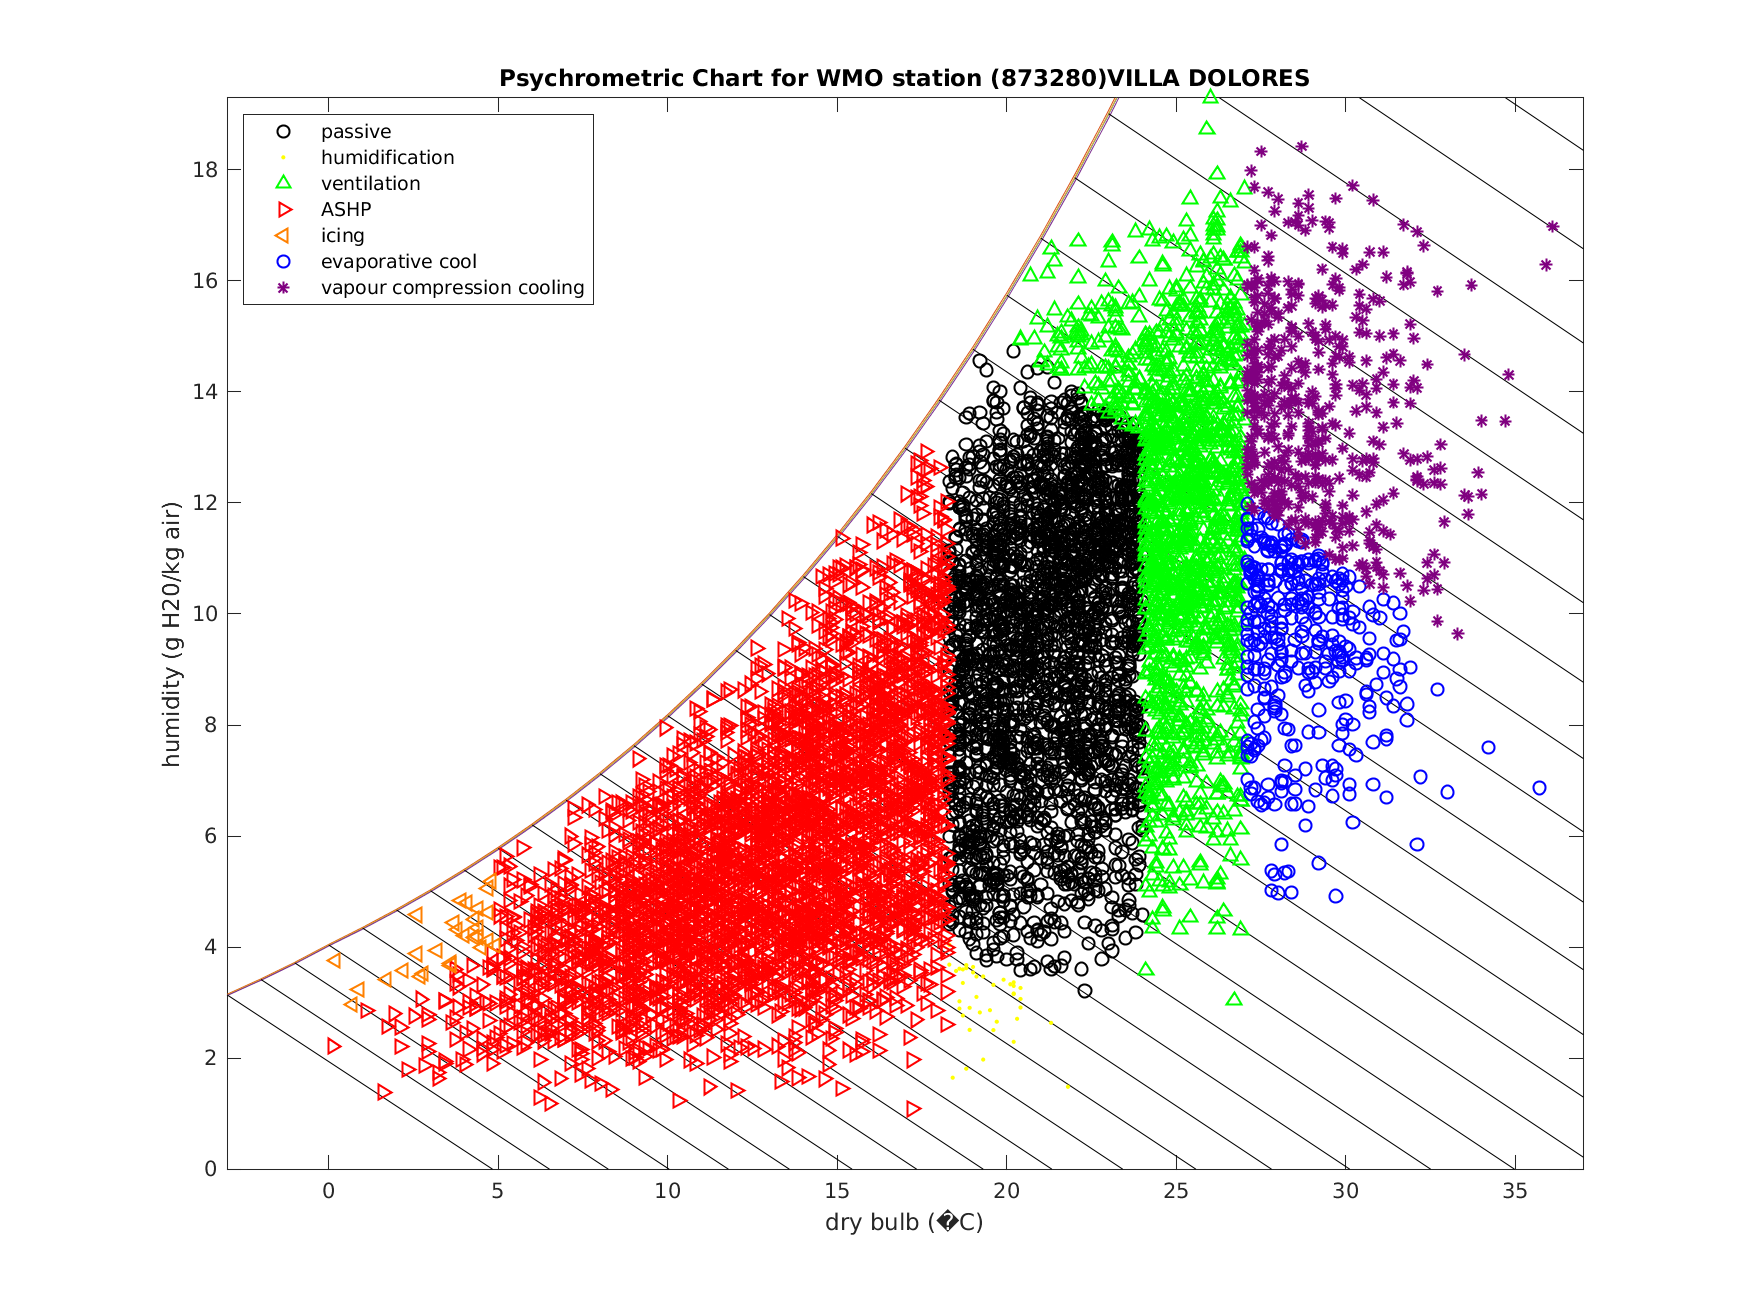 Psychrometric Chart for WMO station (873280)VILLA DOLORES
passive
humidification
ventilation
ASHP
icing
evaporative cool
vapour compression cooling
humidity (g H20/kg air)
18
16
14
12
10
8
6
4
2
0
0 5 10 15 20 25 30 35
dry bulb (�C)